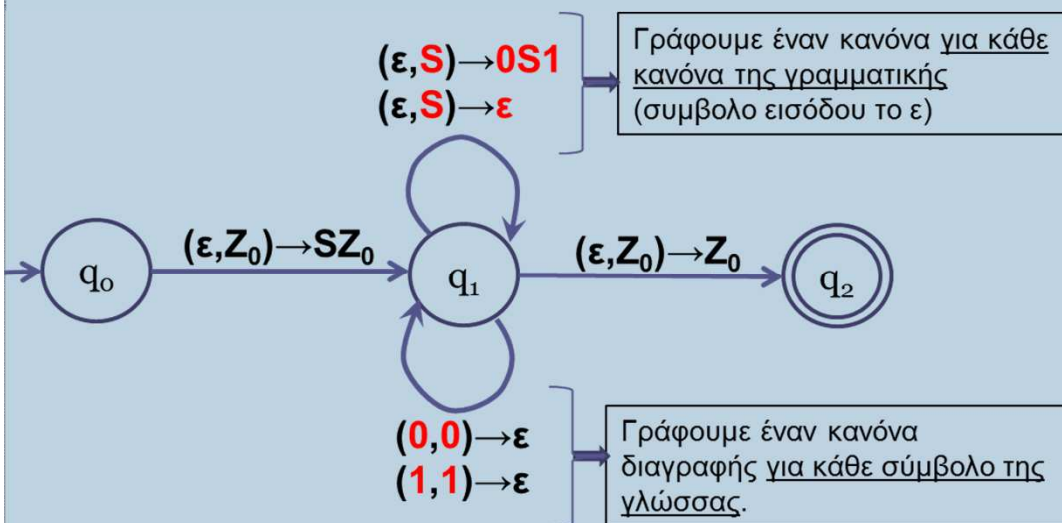 (ε,S)→0S1
(ε,S)→ε
Γράφουμε έναν κανόνα για κάθε
κανόνα της γραμματικής
(συμβολο εισόδου το ε)
q₀
(ε,Z₀)→SZ₀
q₁
(ε,Z₀)→Z₀
q₂
(0,0)→ε
(1,1)→ε
Γράφουμε έναν κανόνα
διαγραφής για κάθε σύμβολο της
γλώσσας.